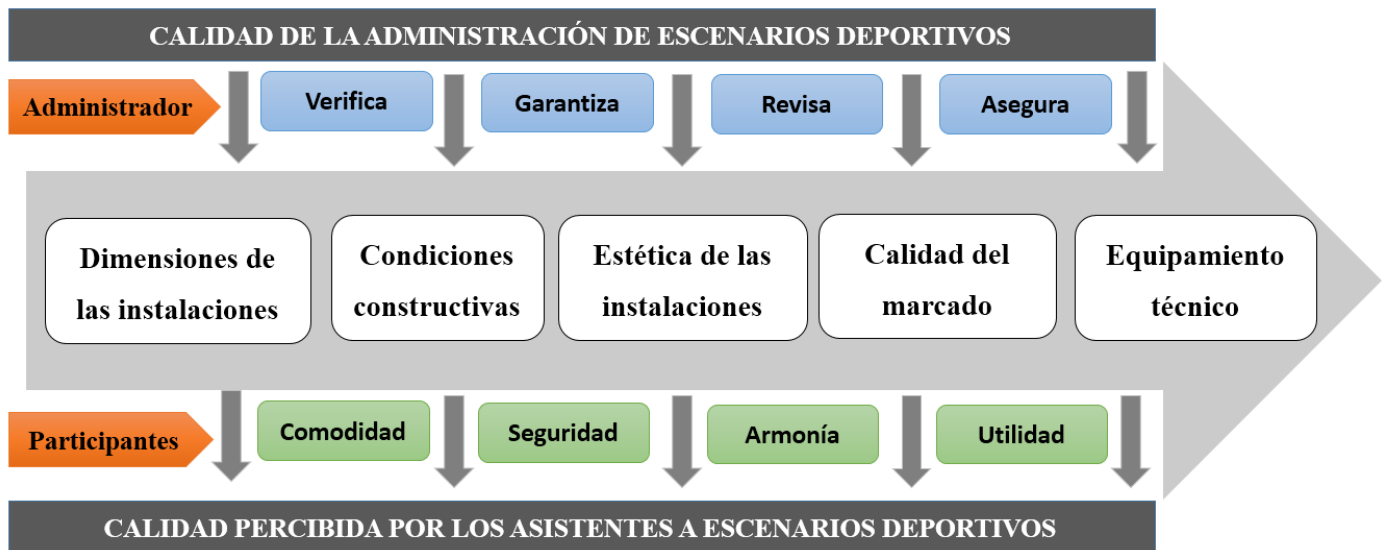 CALIDAD DE LA ADMINISTRACIÓN DE ESCENARIOS DEPORTIVOS
Administrador
Verifica
Garantiza
Revisa
Asegura
Dimensiones de
las instalaciones
Condiciones
constructivas
Estética de las
instalaciones
Calidad del
marcado
Equipamiento
técnico
Participantes
Comodidad
Seguridad
Armonía
Utilidad
CALIDAD PERCIBIDA POR LOS ASISTENTES A ESCENARIOS DEPORTIVOS